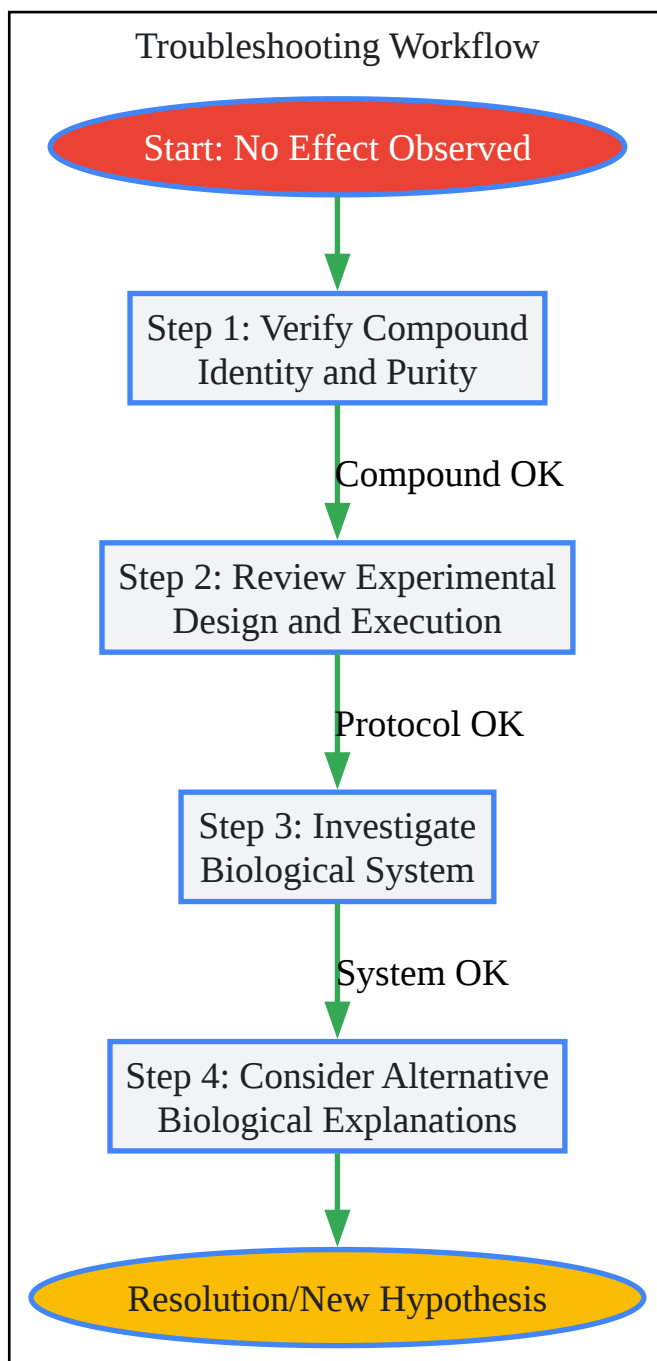 Troubleshooting Workflow
Start: No Effect Observed
Step 1: Verify Compound
Identity and Purity
Compound OK
Step 2: Review Experimental
Design and Execution
Protocol OK
Step 3: Investigate
Biological System
System OK
Step 4: Consider Alternative
Biological Explanations
Resolution/New Hypothesis